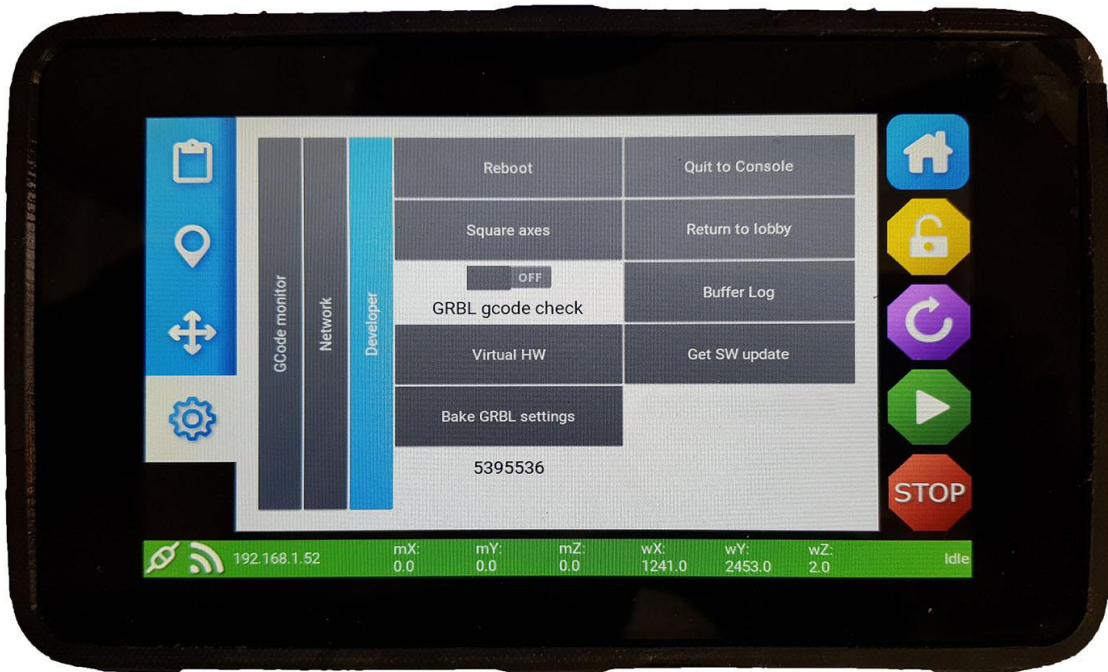 GCode monitor
Network
Developer
Reboot
Quit to Console
Square axes
Return to lobby
OFF
GRBL gcode check
Buffer Log
Virtual HW
Get SW update
Bake GRBL settings
5395536
STOP
192.168.1.52
mX: mY: mZ: wX: wY: wZ:
0.0 0.0 0.0 1241.0 2453.0 2.0
Idle